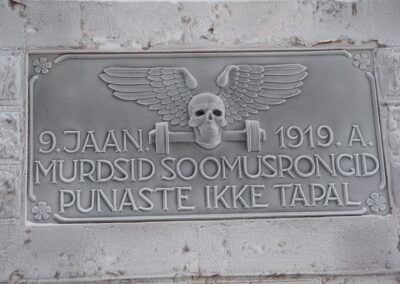 9. JAAN. 1919. A.
MURDSID SOOMUSRONGID
PUNASTE IKKE TAPAL